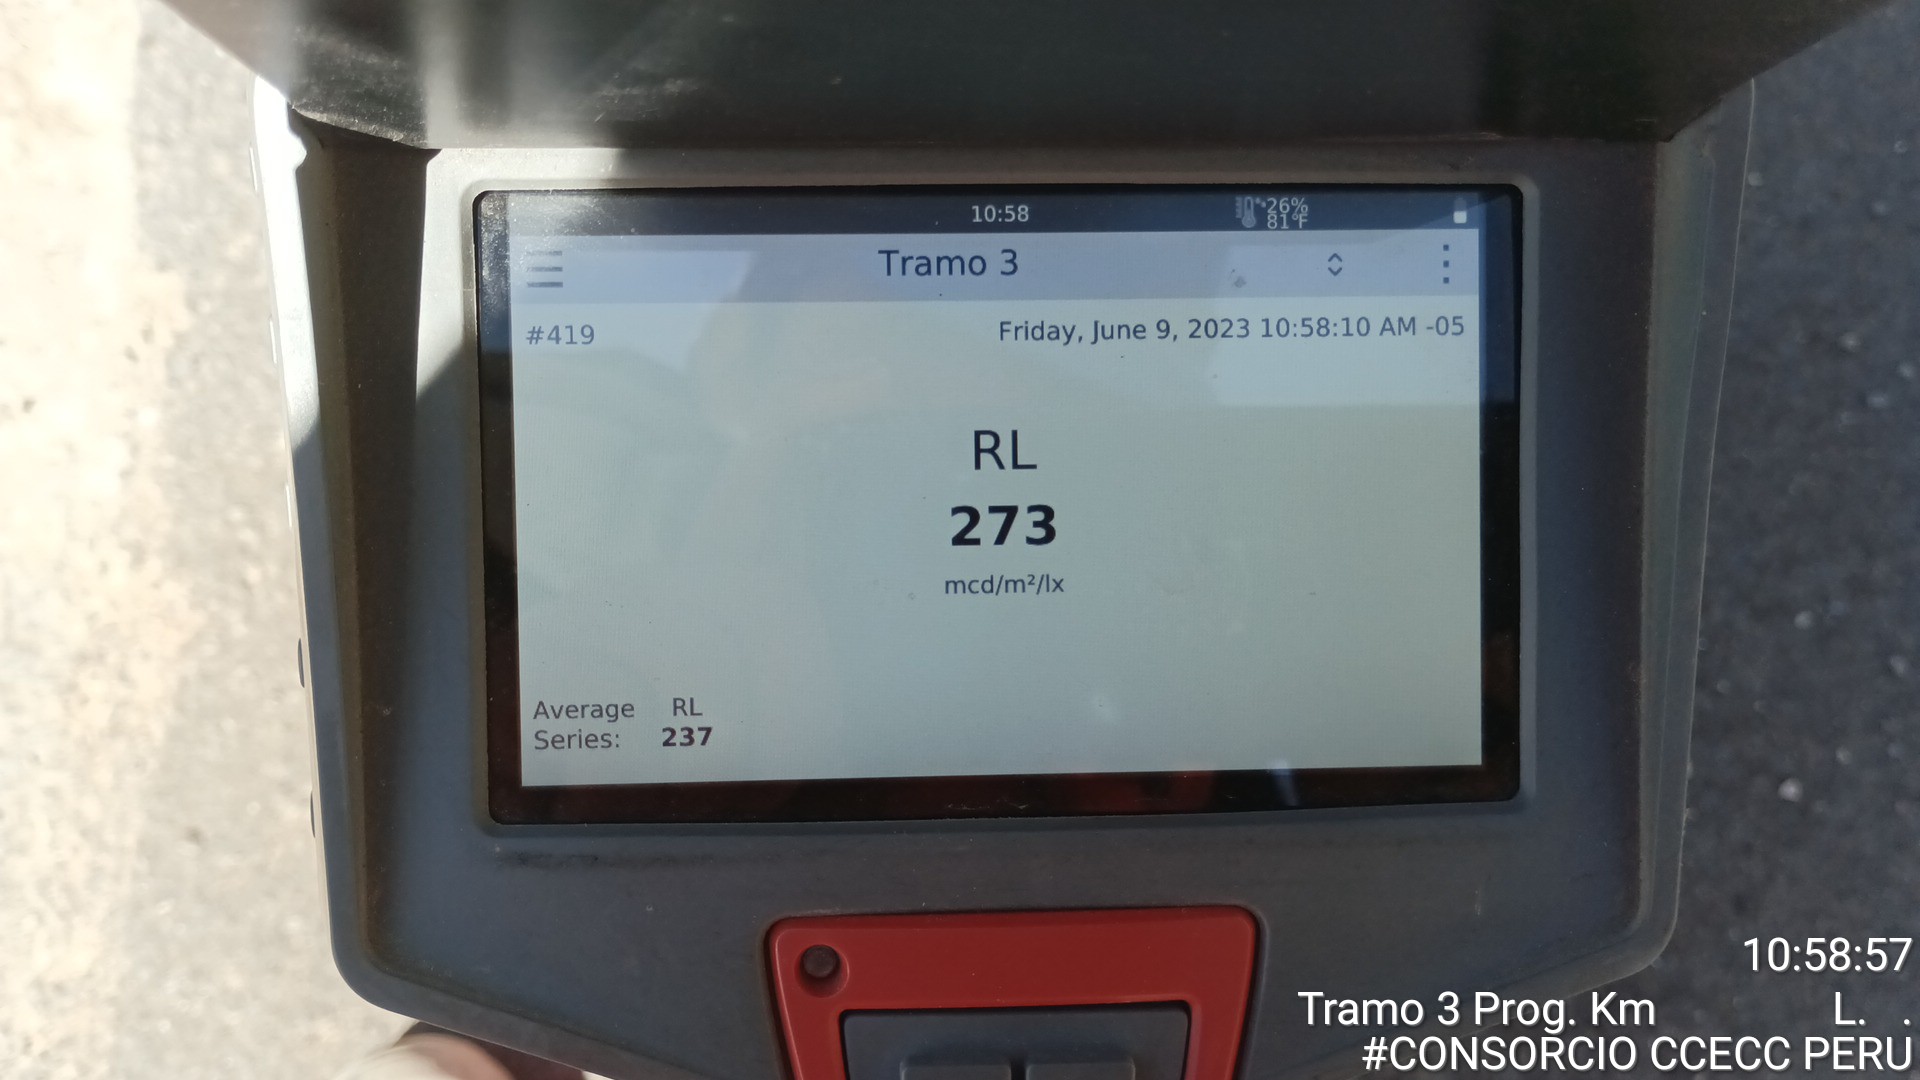 10:58
26%
81°F
Tramo 3
#419
Friday, June 9, 2023 10:58:10 AM -05
RL
273
mcd/m²/lx
Average RL
Series: 237
10:58:57
Tramo 3 Prog. Km L. .
#CONSORCIO CCECC PERU